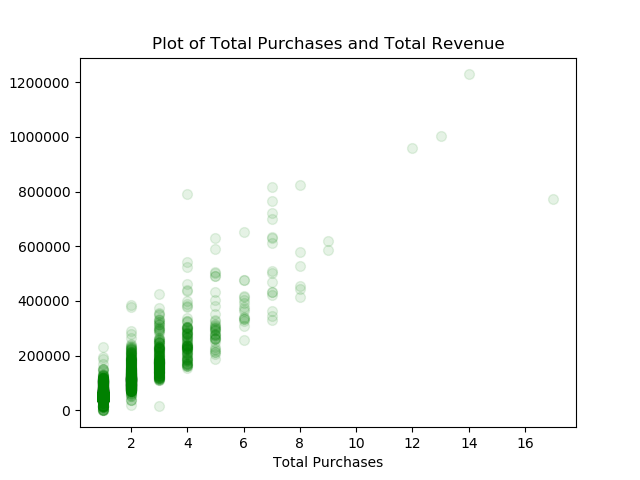 Plot of Total Purchases and Total Revenue
1200000
1000000
800000
600000
400000
200000
0
2 4 6 8 10 12 14 16
Total Purchases